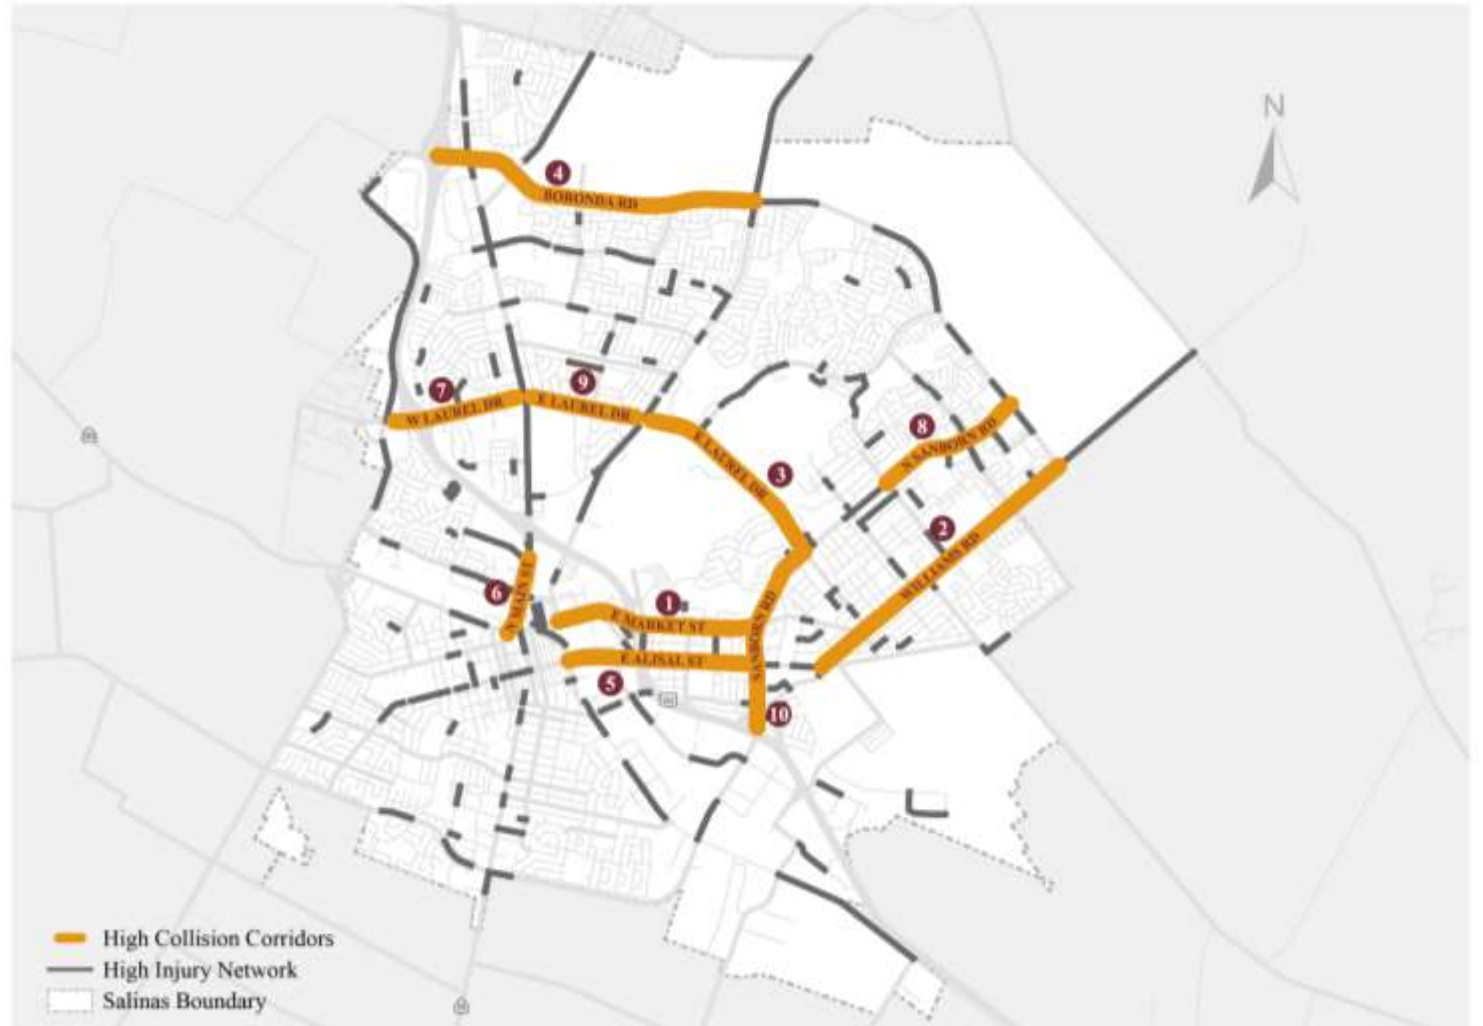 N
4
BORONDA RD
7
W LAUREL DR
9
E LAUREL DR
E LAUREL DR
3
8
N SANBORN RD
2
WILLIAMS RD
6
N MAIN ST
1
E MARKET ST
SANBORN RD
E ALISAL ST
5
10
High Collision Corridors
High Injury Network
Salinas Boundary